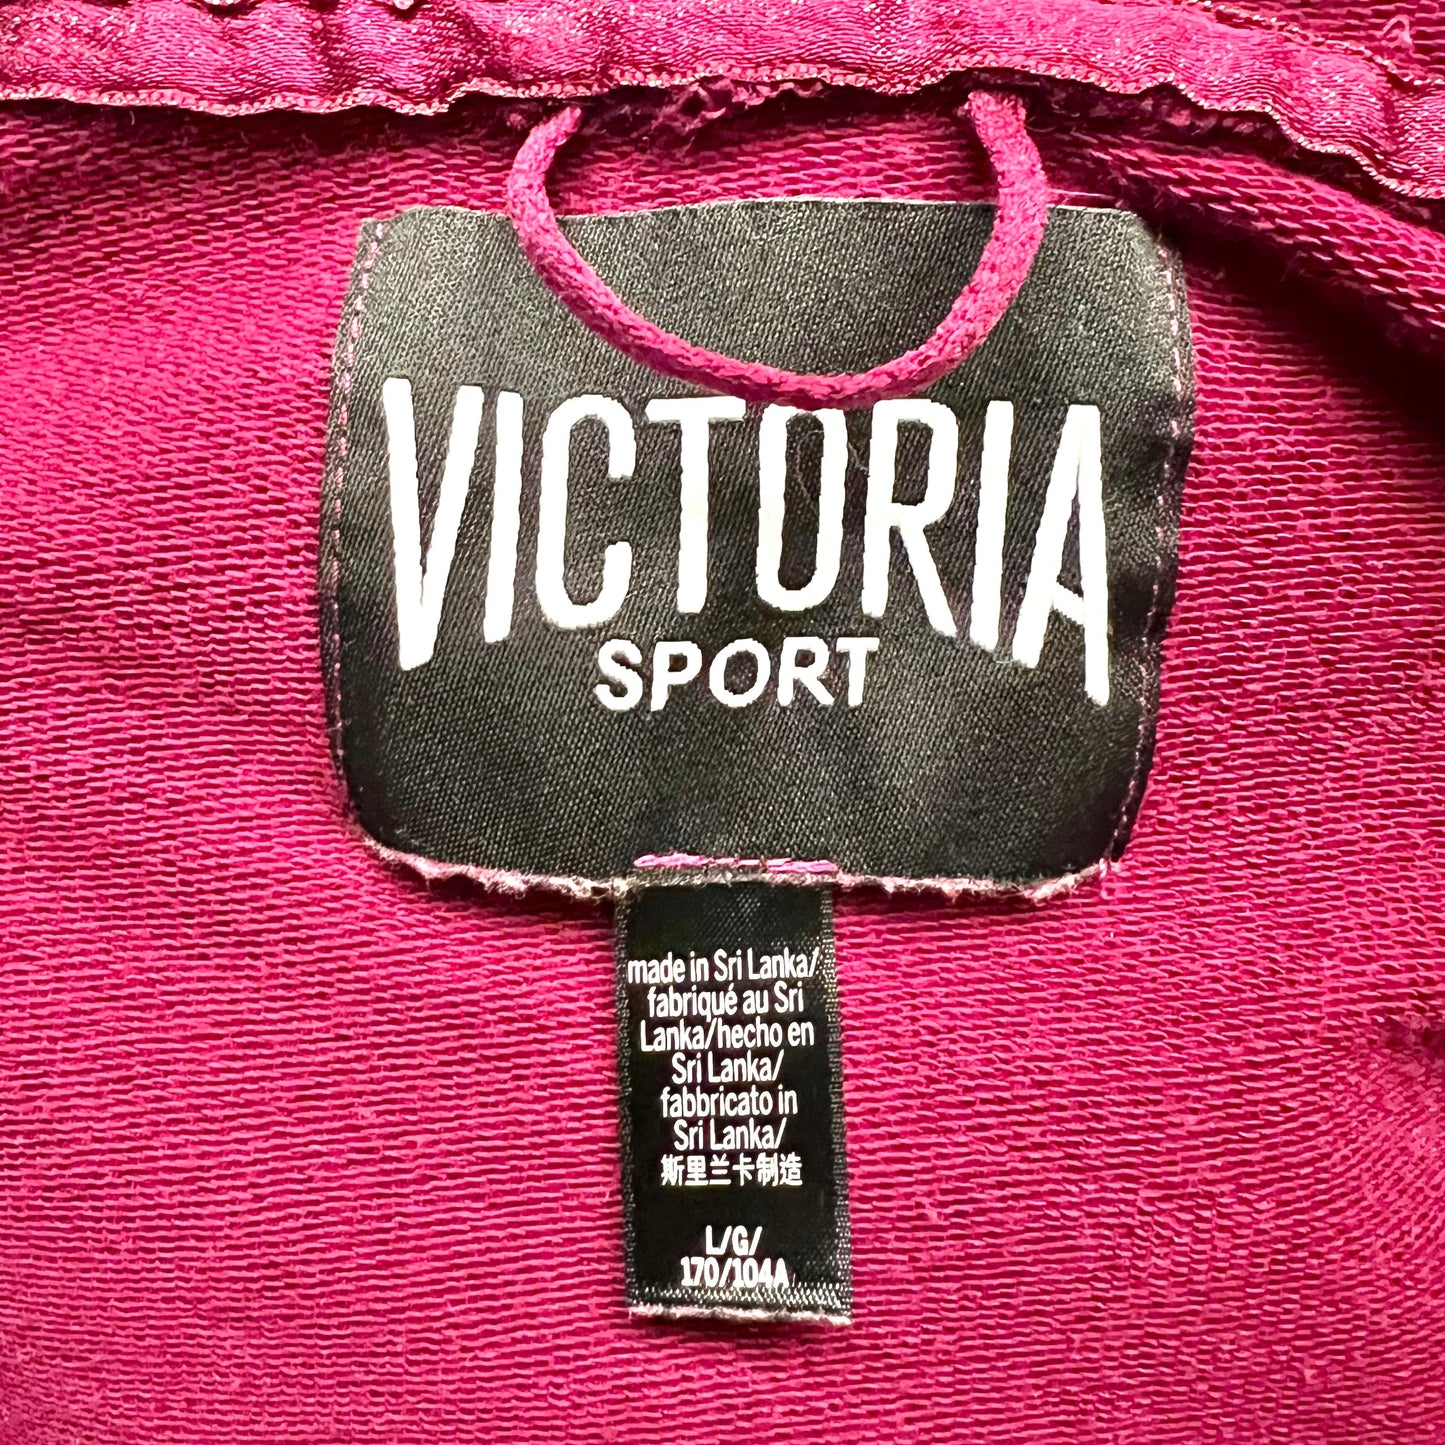 VICTORIA
SPORT
made in Sri Lanka/
fabriqué au Sri
Lanka/hecho en
Sri Lanka/
fabbricato in
Sri Lanka/
斯里兰卡制造
L/G/
170/104A